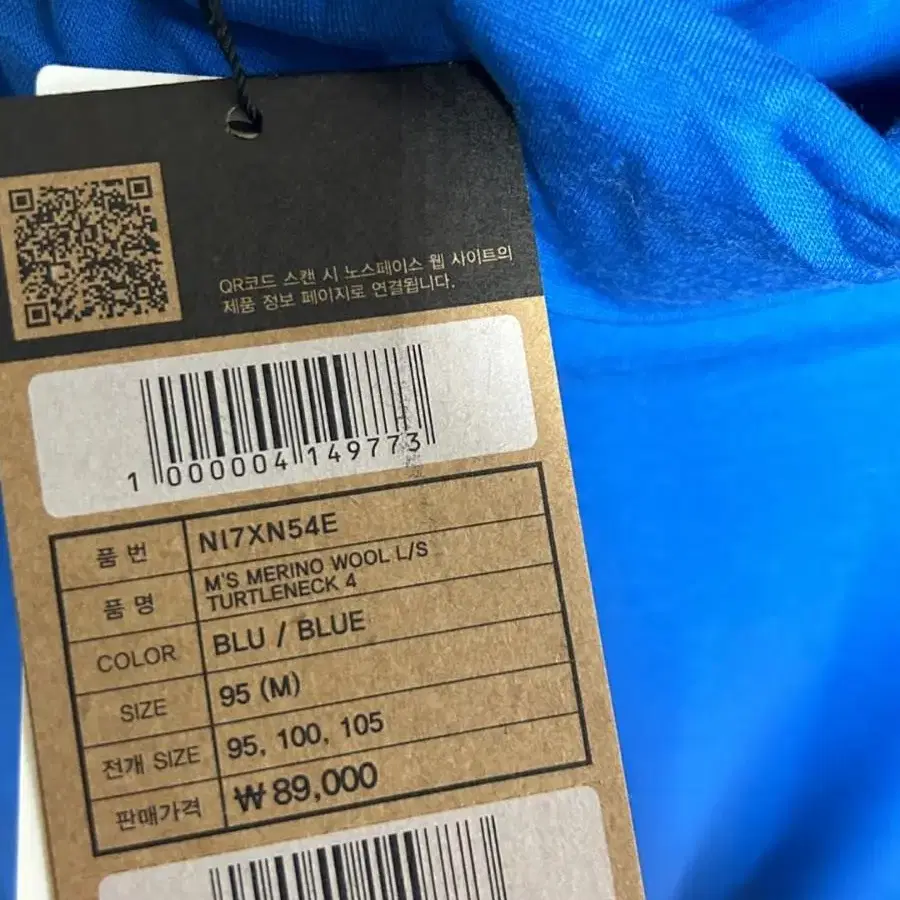 QR코드 스캔 시 노스페이스 웹 사이트의
제품 정보 페이지로 연결됩니다.
1 000004 149773
품 번 NI7XN54E
품 명 M'S MERINO WOOL L/S
TURTLENECK 4
COLOR BLU / BLUE
SIZE 95 (M)
전개 SIZE 95, 100, 105
판매가격 ₩ 89,000